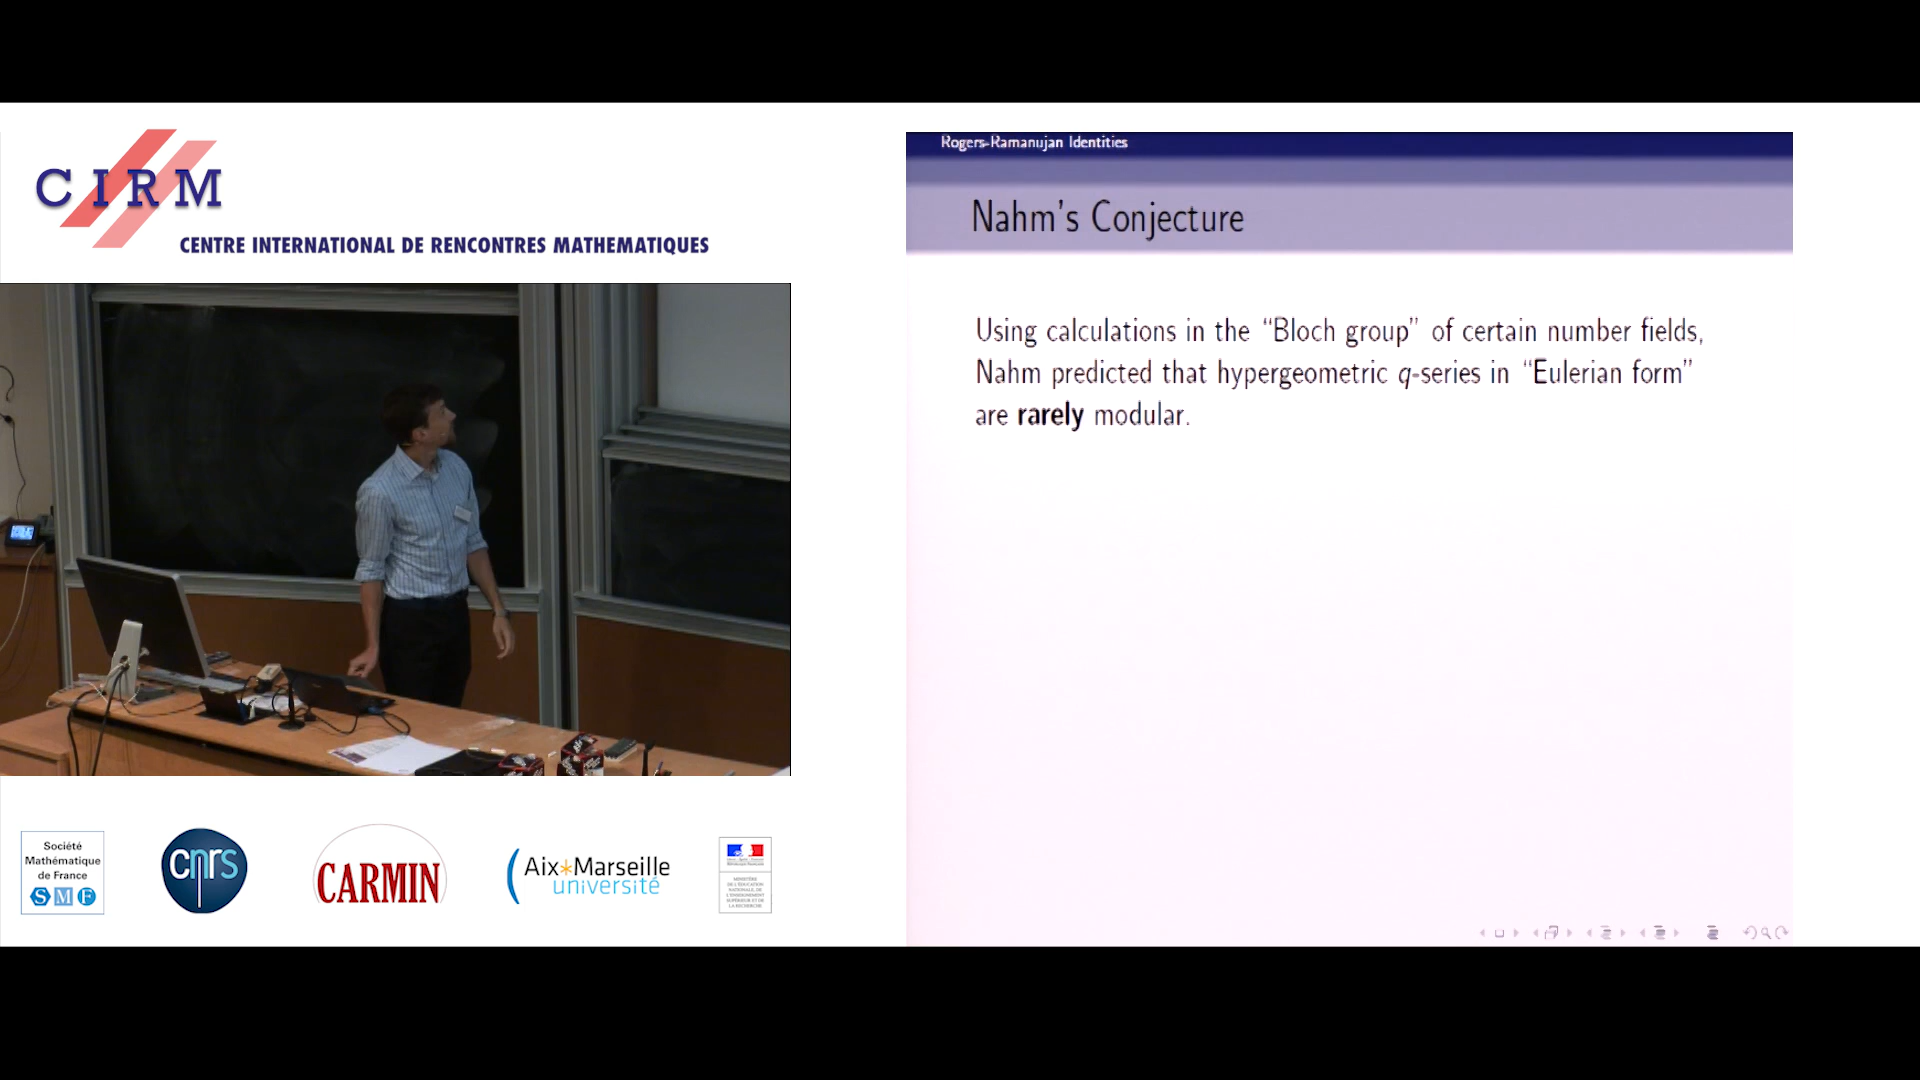 CIRM
CENTRE INTERNATIONAL DE RENCONTRES MATHEMATIQUES
Rogers-Ramanujan Identities
Nahm's Conjecture
Using calculations in the “Bloch group” of certain number fields,
Nahm predicted that hypergeometric q-series in “Eulerian form”
are rarely modular.
Société
Mathématique
de France
SMF
cnrs
CARMIN
Aix*Marseille
université